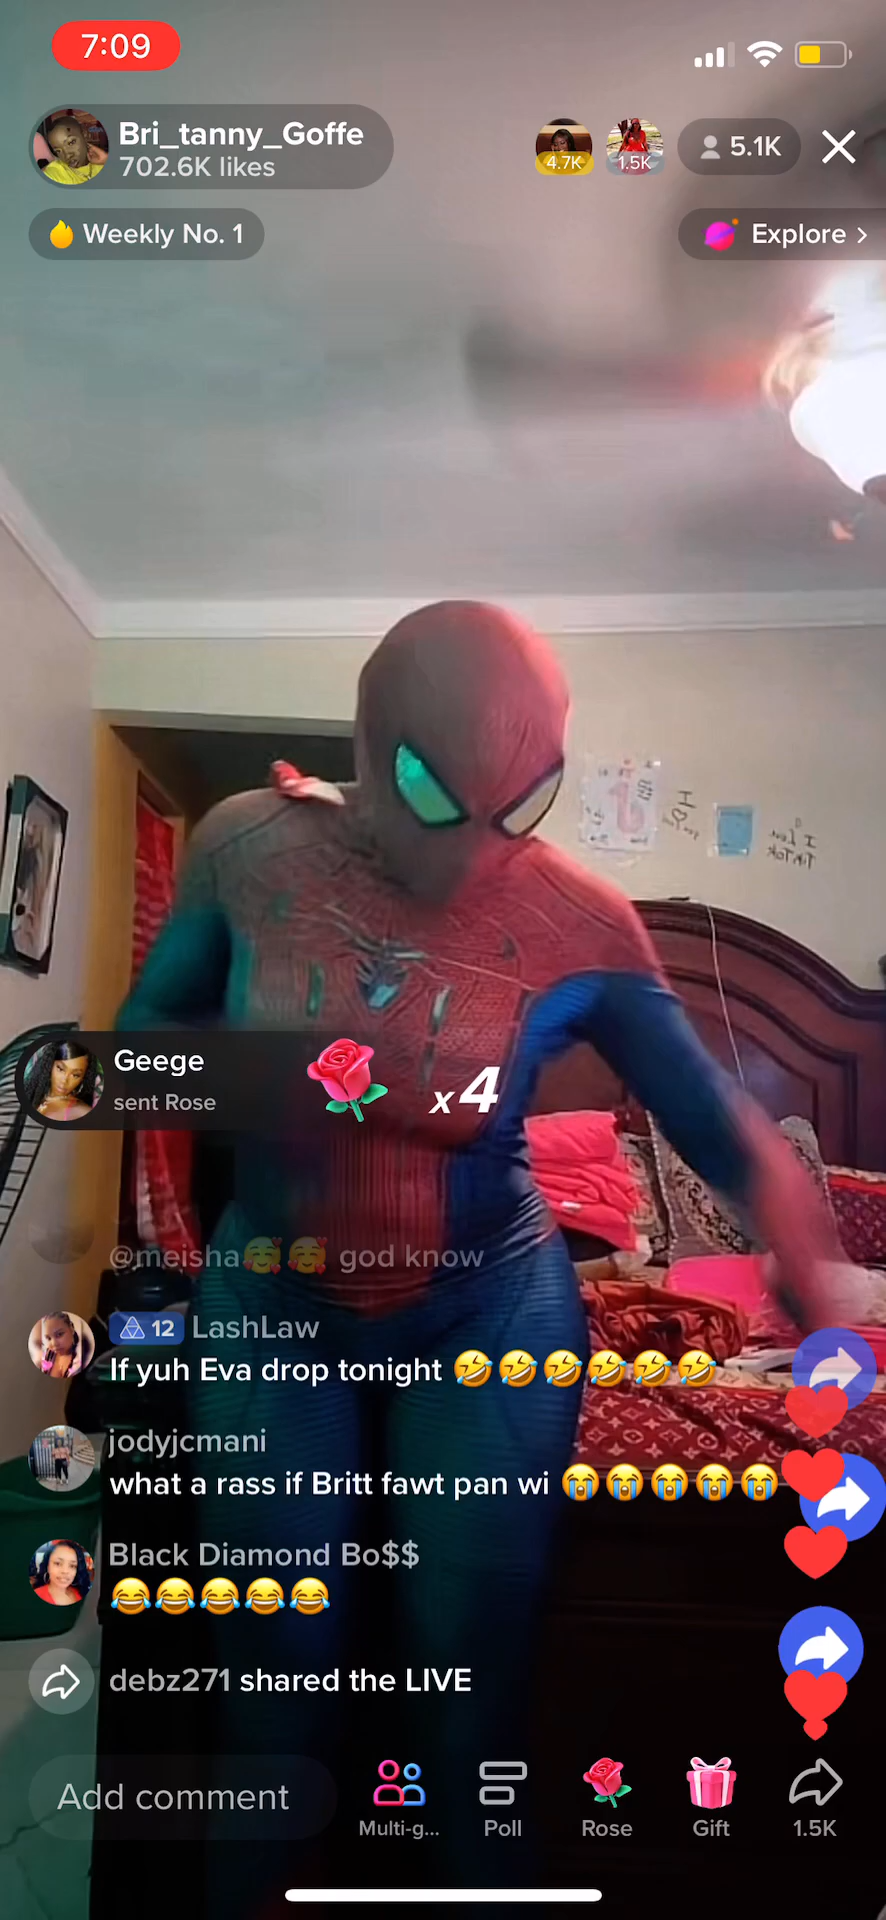 7:09
Bri_tanny_Goffe
702.6K likes
4.7K
1.5K
5.1K
Weekly No. 1
Explore >
Geege
sent Rose
x4
@meisha🥰🥰 god know
12 LashLaw
If yuh Eva drop tonight 🤣🤣🤣🤣🤣🤣
jodyjcmani
what a rass if Britt fawt pan wi 😭😭😭😭😭
Black Diamond Bo$$
😂😂😂😂😂
debz271 shared the LIVE
Add comment
Multi-g...
Poll
Rose
Gift
1.5K